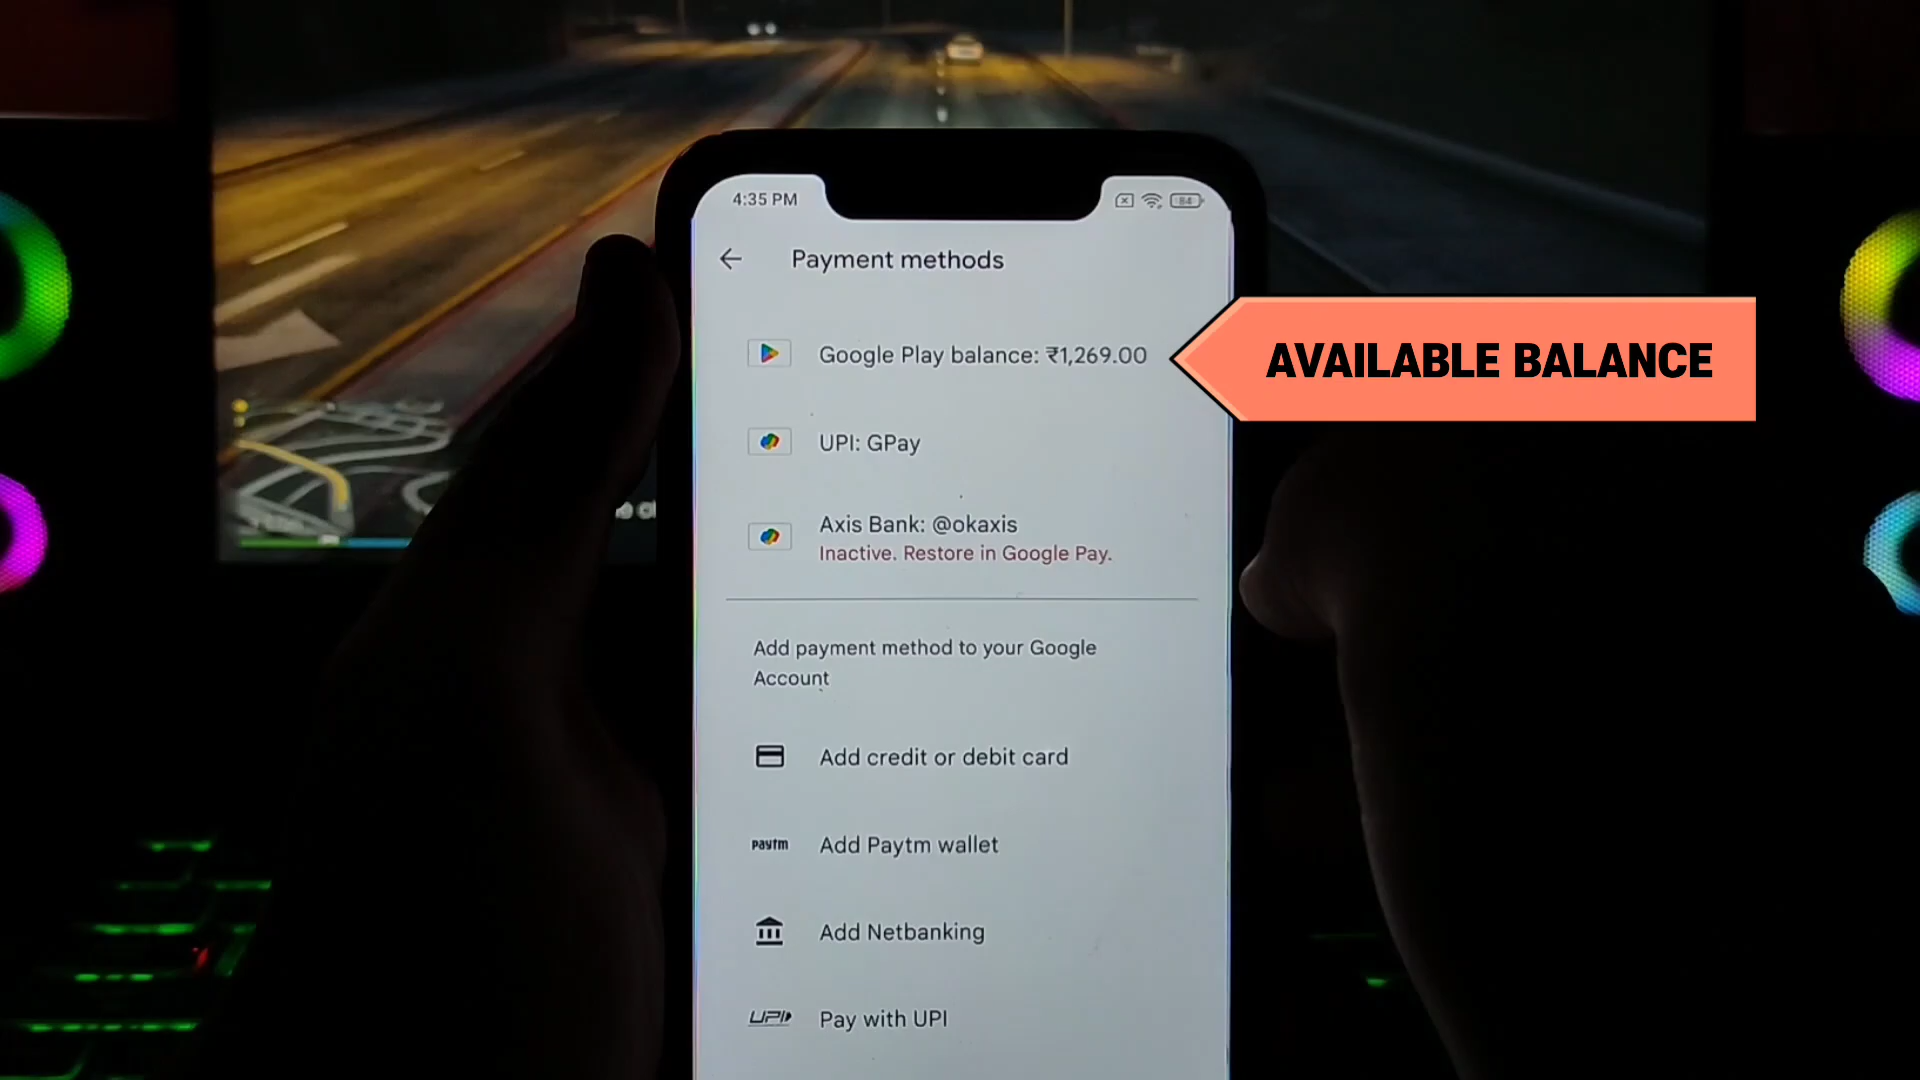 4:35 PM
84
Payment methods
Google Play balance: ₹1,269.00
AVAILABLE BALANCE
UPI: GPay
Axis Bank: @okaxis
Inactive. Restore in Google Pay.
Add payment method to your Google
Account
Add credit or debit card
paytm
Add Paytm wallet
Add Netbanking
UPI
Pay with UPI